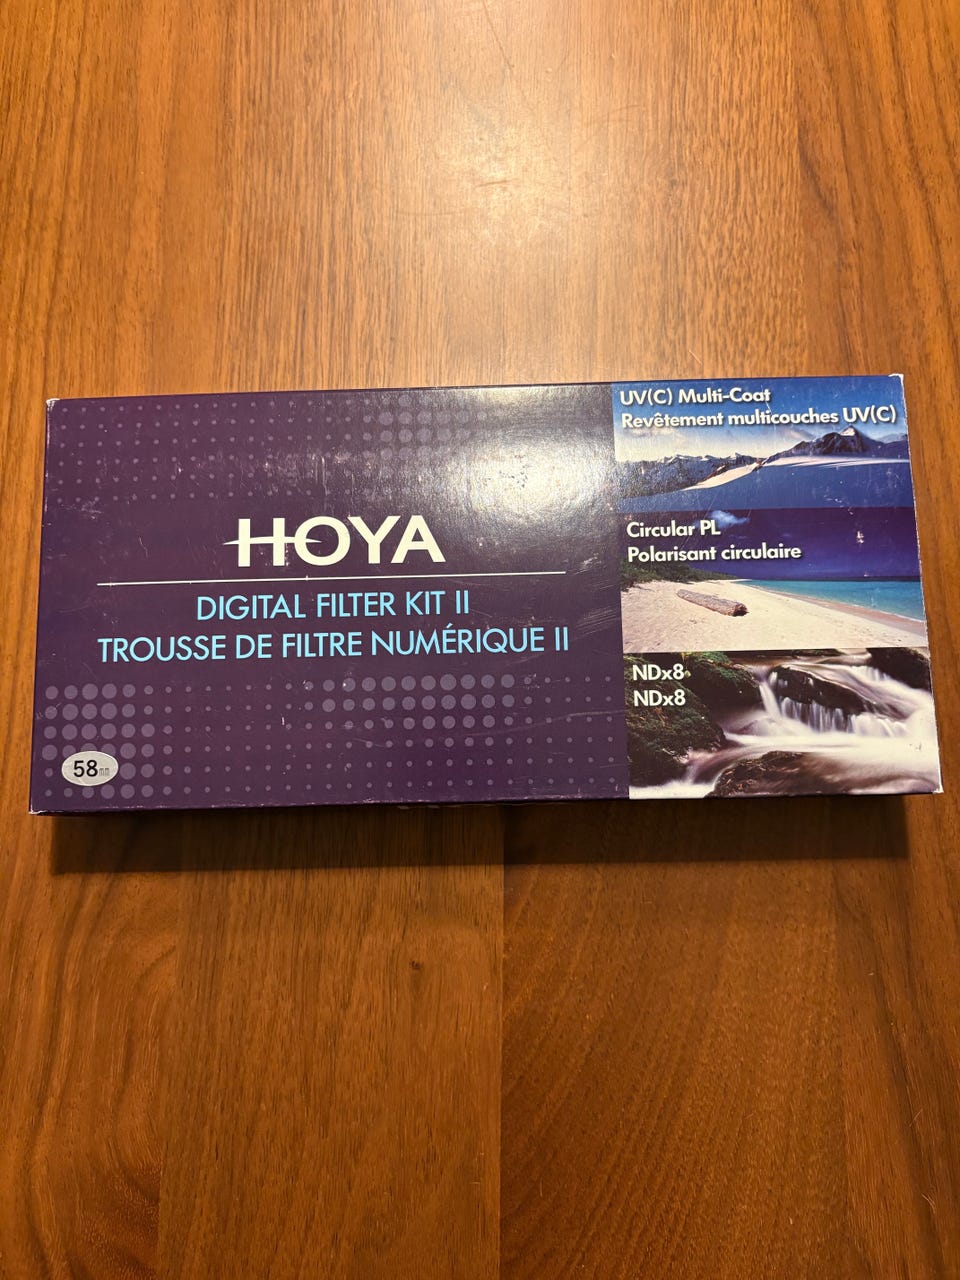 HOYA
DIGITAL FILTER KIT II
TROUSSE DE FILTRE NUMÉRIQUE II
58mm
UV(C) Multi-Coat
Revêtement multicouches UV(C)
Circular PL
Polarisant circulaire
NDx8
NDx8